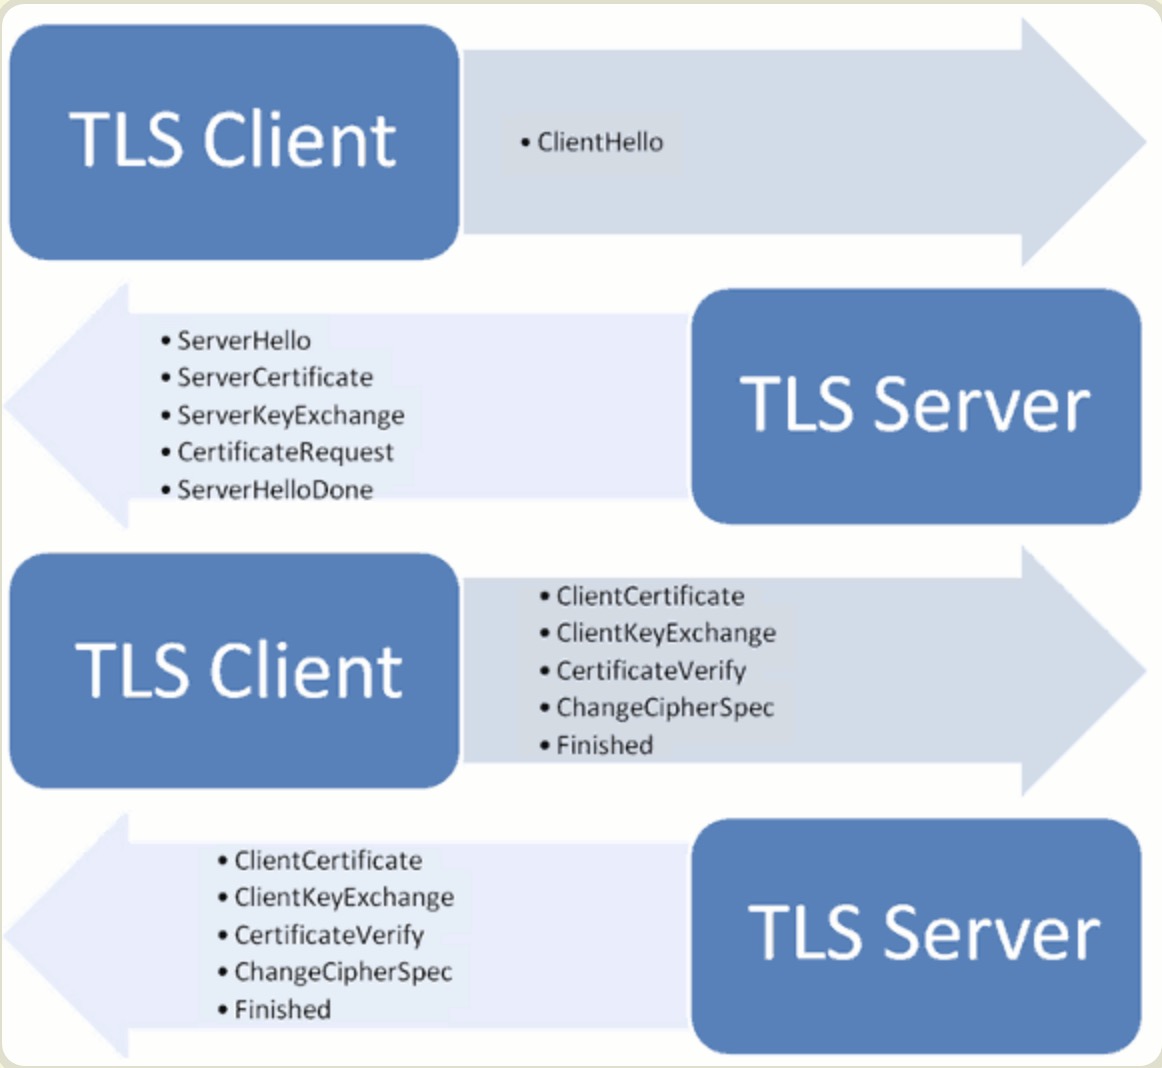 TLS Client
• ClientHello
• ServerHello
• ServerCertificate
• ServerKeyExchange
• CertificateRequest
• ServerHelloDone
TLS Server
TLS Client
• ClientCertificate
• ClientKeyExchange
• CertificateVerify
• ChangeCipherSpec
• Finished
• ClientCertificate
• ClientKeyExchange
• CertificateVerify
• ChangeCipherSpec
• Finished
TLS Server